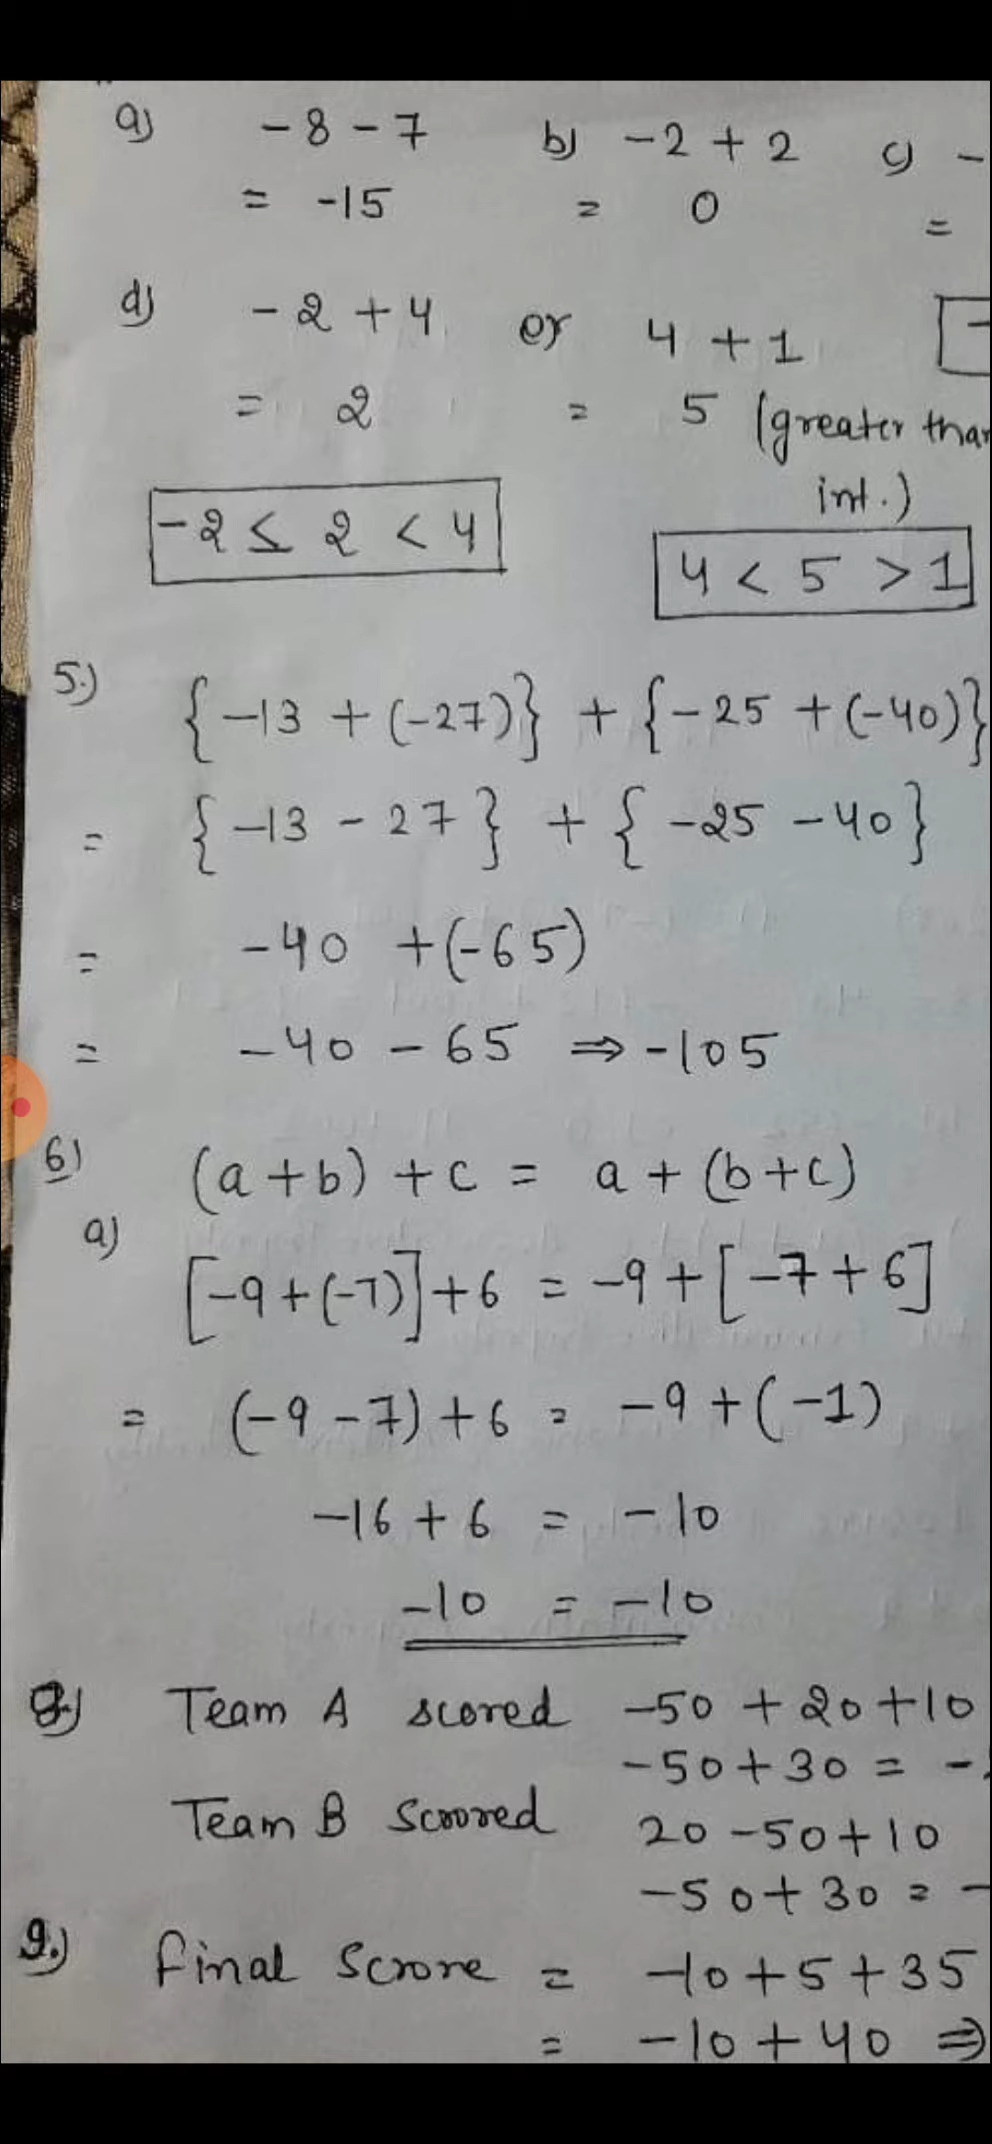 a) -8-7 b) -2+2 c) -
= -15 = 0 =
d) -2+4 or 4+1
= 2 = 5 (greater than
int.)
-2 ≤ 2 < 4
4 < 5 > 1
5.) {-13+(-27)} + {-25+(-40)}
= {-13-27} + {-25-40}
= -40 +(-65)
= -40-65 ⇒ -105
6) (a+b)+c = a+(b+c)
a) [-9+(-7)]+6 = -9+[-7+6]
= (-9-7)+6 = -9+(-1)
-16+6 = -10
-10 = -10
Team A scored -50+20+10
-50+30 = -
Team B Scrored 20-50+10
-50+30 = -
9.) final Scrore = -10+5+35
= -10+40 ⇒